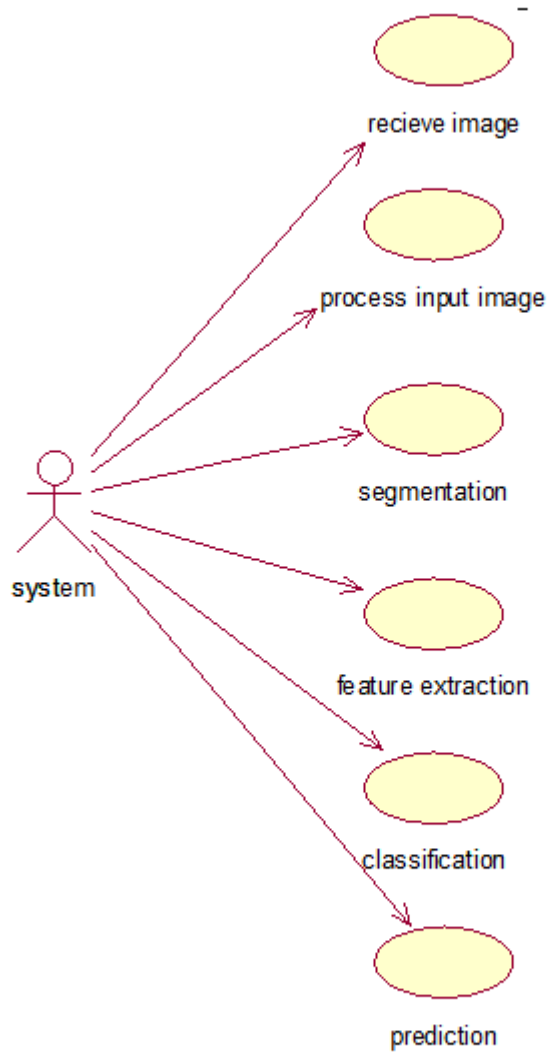 recieve image
process input image
segmentation
system
feature extraction
classification
prediction